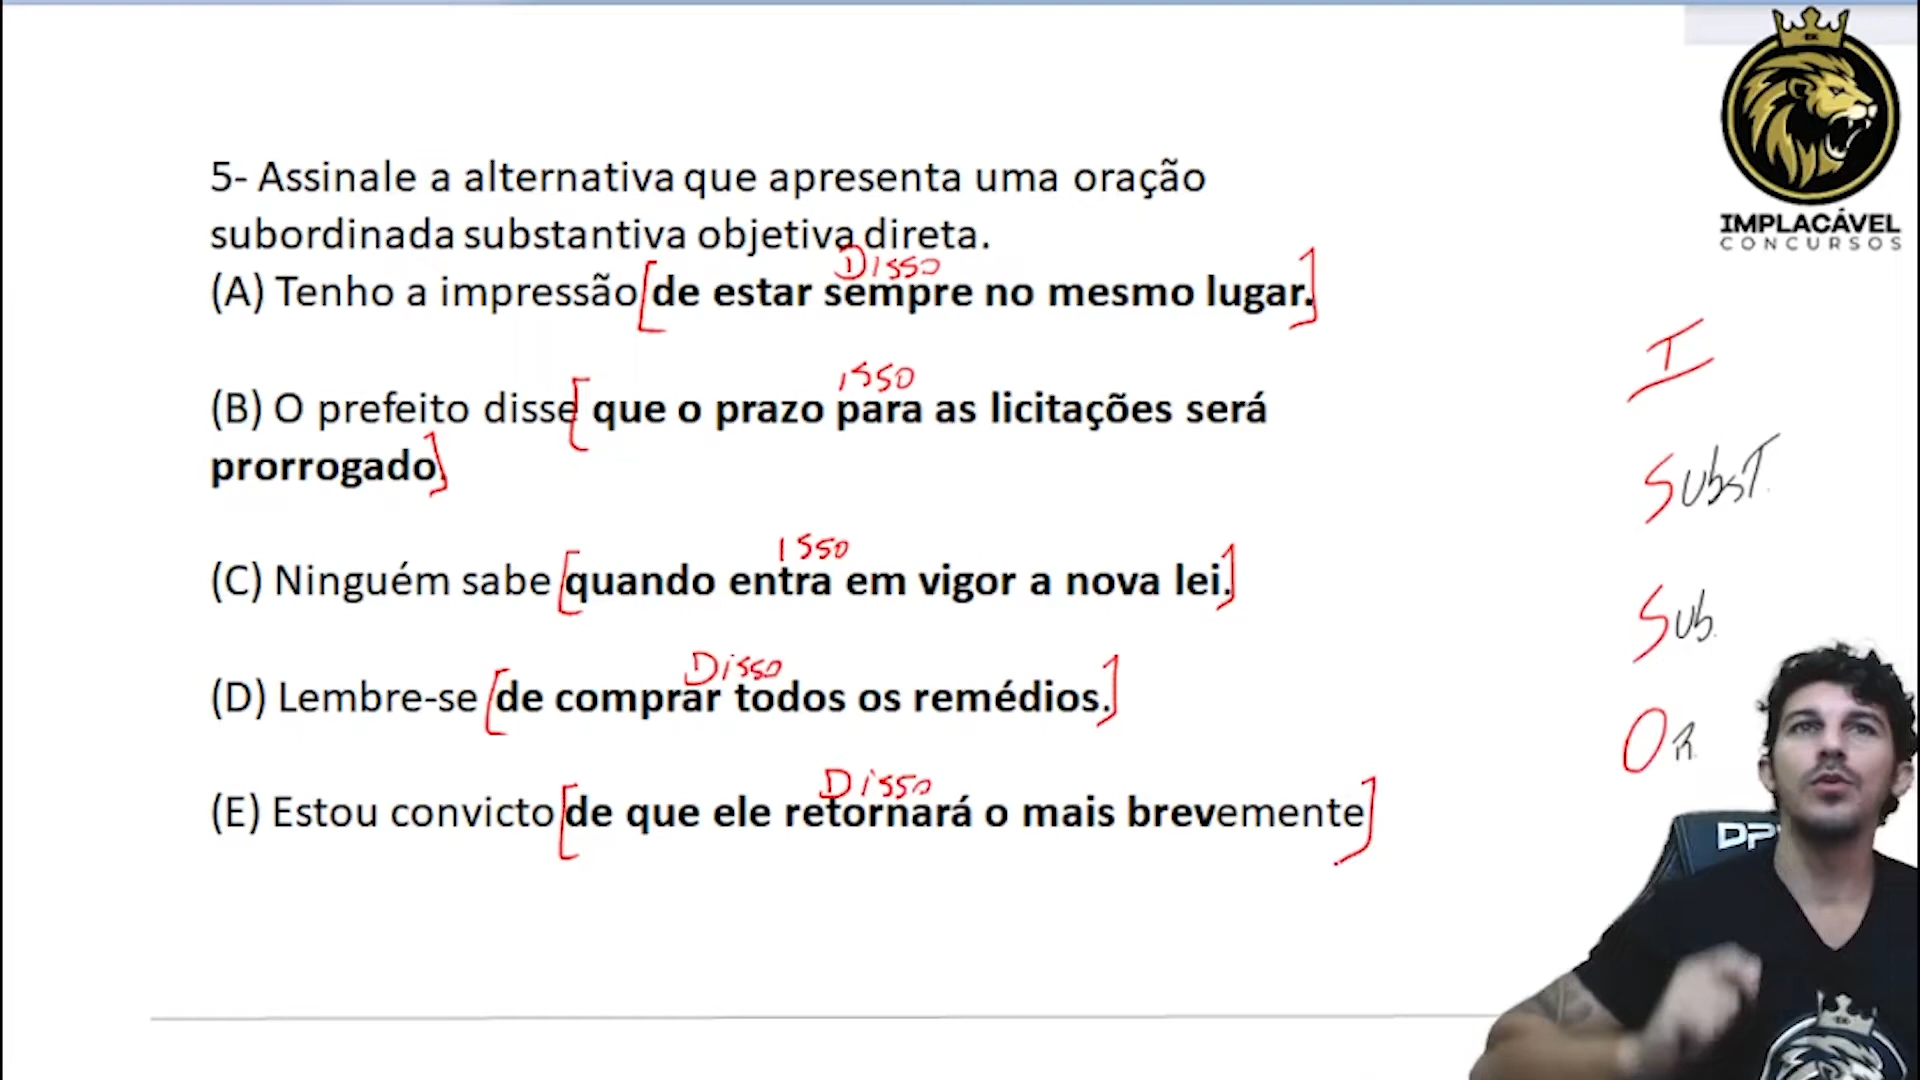 IMPLACÁVEL
CONCURSOS
5- Assinale a alternativa que apresenta uma oração
subordinada substantiva objetiva direta.
Disso
(A) Tenho a impressão [de estar sempre no mesmo lugar.]
isso
(B) O prefeito disse [que o prazo para as licitações será
prorrogado.]
isso
(C) Ninguém sabe [quando entra em vigor a nova lei.]
Disso
(D) Lembre-se [de comprar todos os remédios.]
Disso
(E) Estou convicto [de que ele retornará o mais brevemente]
I
Subst.
Sub.
Or.